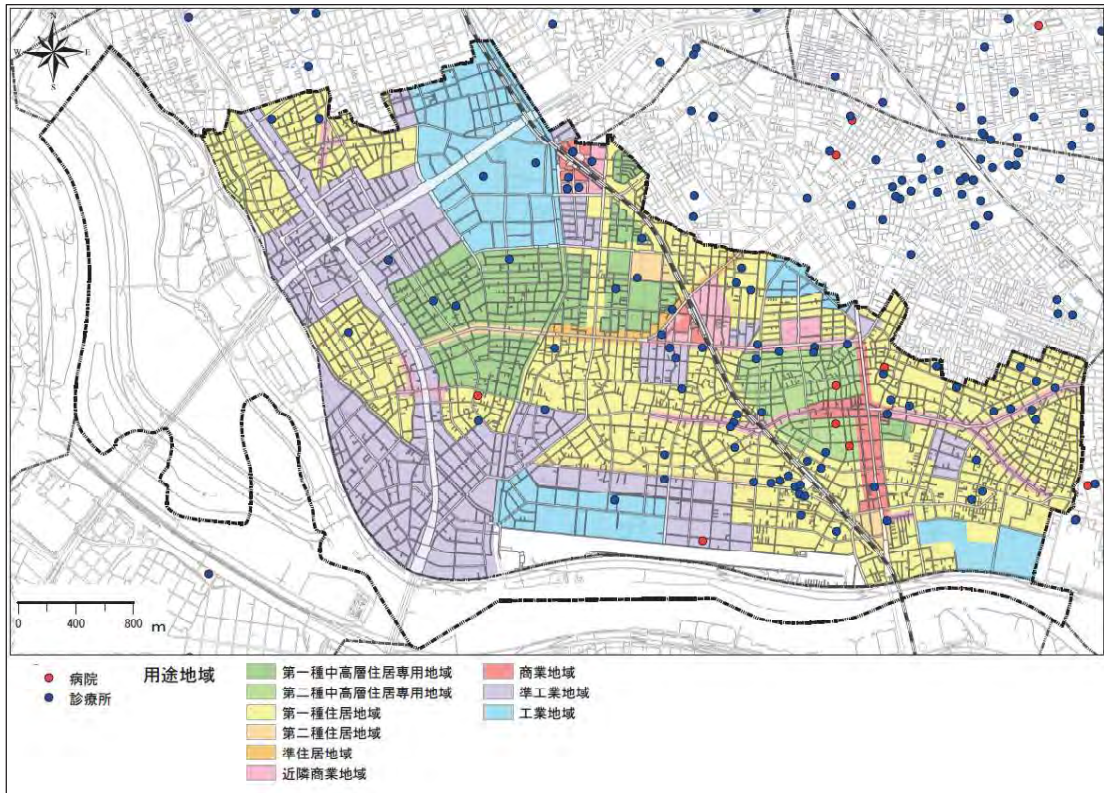 N
W
E
S
0 400 800 m
病院
診療所
用途地域
第一種中高層住居専用地域
第二種中高層住居専用地域
第一種住居地域
第二種住居地域
準住居地域
近隣商業地域
商業地域
準工業地域
工業地域